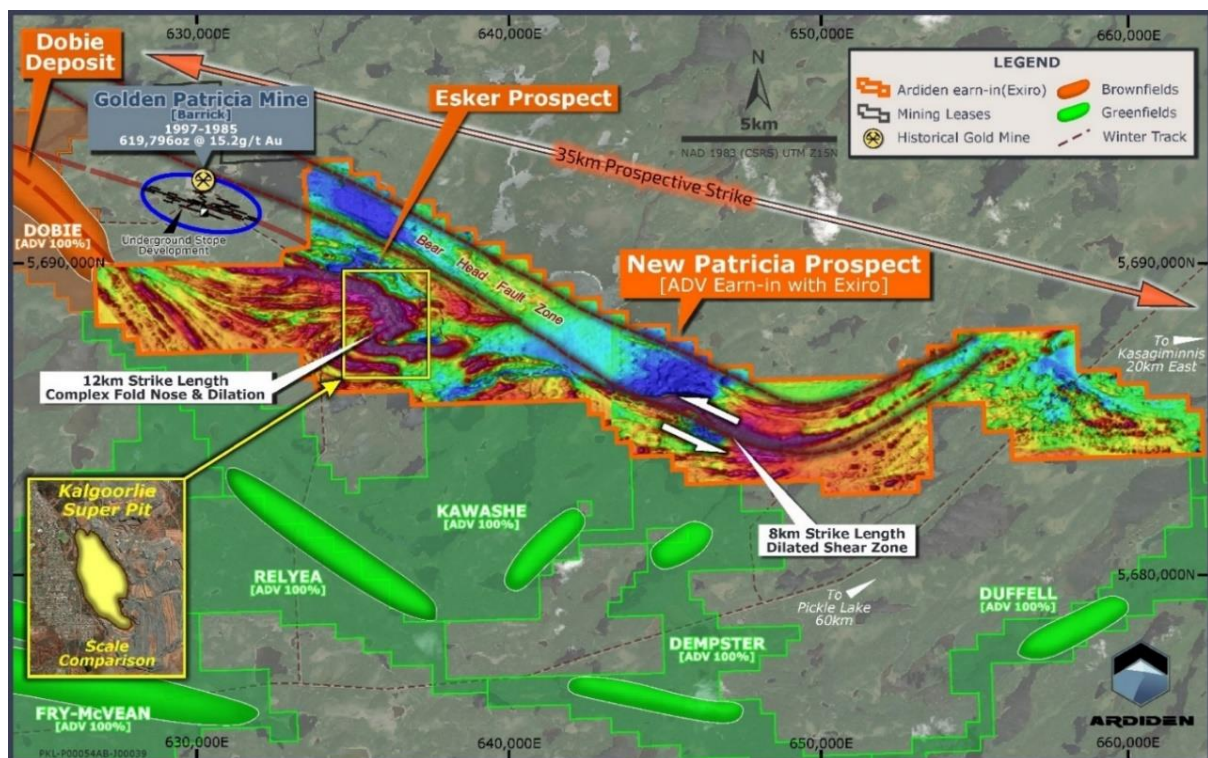 630,000E
640,000E
650,000E
660,000E
Dobie
Deposit
Golden Patricia Mine
[Barrick]
1997-1985
619,796oz @ 15.2g/t Au
Esker Prospect
N
5km
NAD 1983 (CSRS) UTM Z15N
LEGEND
Ardiden earn-in(Exiro)
Mining Leases
Historical Gold Mine
Brownfields
Greenfields
Winter Track
35km Prospective Strike
DOBIE
[ADV 100%]
Underground Stope
Development
5,690,000N
Bear Head Fault Zone
New Patricia Prospect
[ADV Earn-in with Exiro]
5,690,000N
To
Kasagiminnis
20km East
12km Strike Length
Complex Fold Nose & Dilation
Kalgoorlie
Super Pit
Scale
Comparison
KAWASHE
[ADV 100%]
8km Strike Length
Dilated Shear Zone
RELYEA
[ADV 100%]
5,680,000N
To
Pickle Lake
60km
DUFFELL
[ADV 100%]
DEMPSTER
[ADV 100%]
FRY-McVEAN
[ADV 100%]
ARDIDEN
PKL-P00054AB-J00039
630,000E
640,000E
650,000E
660,000E